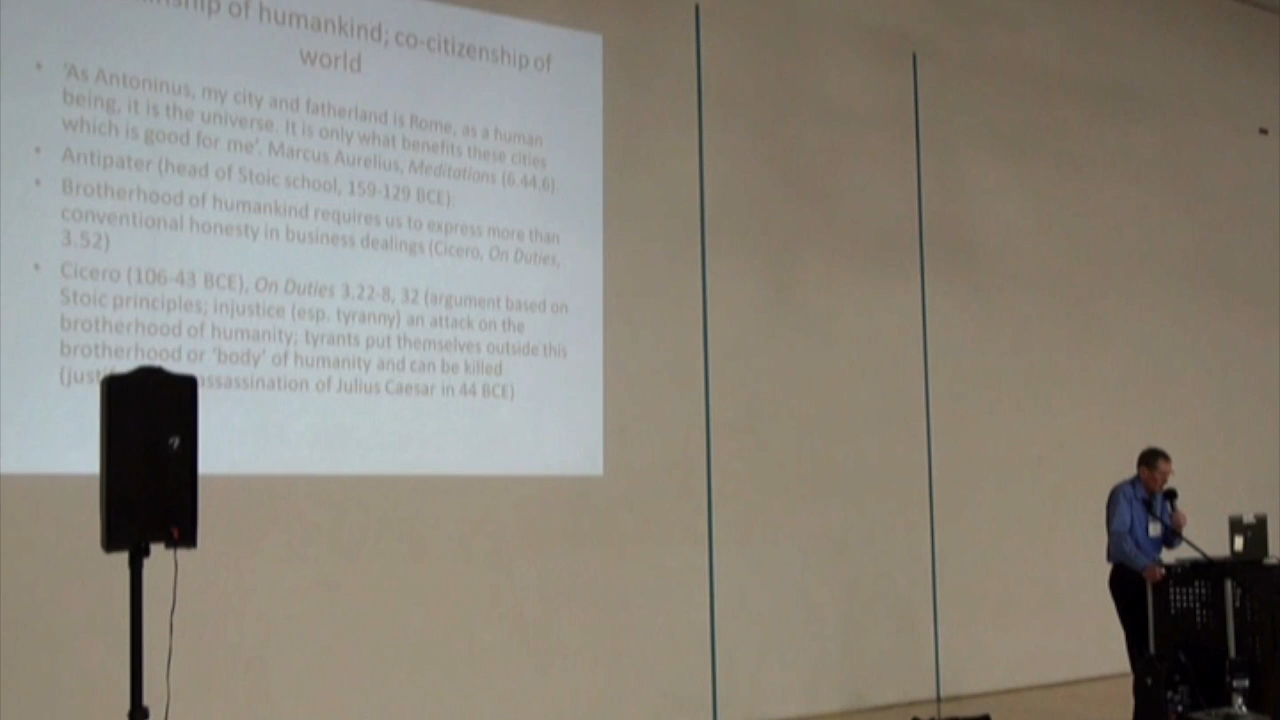 of humankind; co-citizenship of
world
• 'As Antoninus, my city and fatherland is Rome, as a human
being, it is the universe. It is only what benefits these cities
which is good for me'. Marcus Aurelius, Meditations (6.44.6).
• Antipater (head of Stoic school, 159-129 BCE):
• Brotherhood of humankind requires us to express more than
conventional honesty in business dealings (Cicero, On Duties,
3.52)
• Cicero (106-43 BCE), On Duties 3.22-8, 32 (argument based on
Stoic principles; injustice (esp. tyranny) an attack on the
brotherhood of humanity; tyrants put themselves outside this
brotherhood or 'body' of humanity and can be killed
assassination of Julius Caesar in 44 BCE)